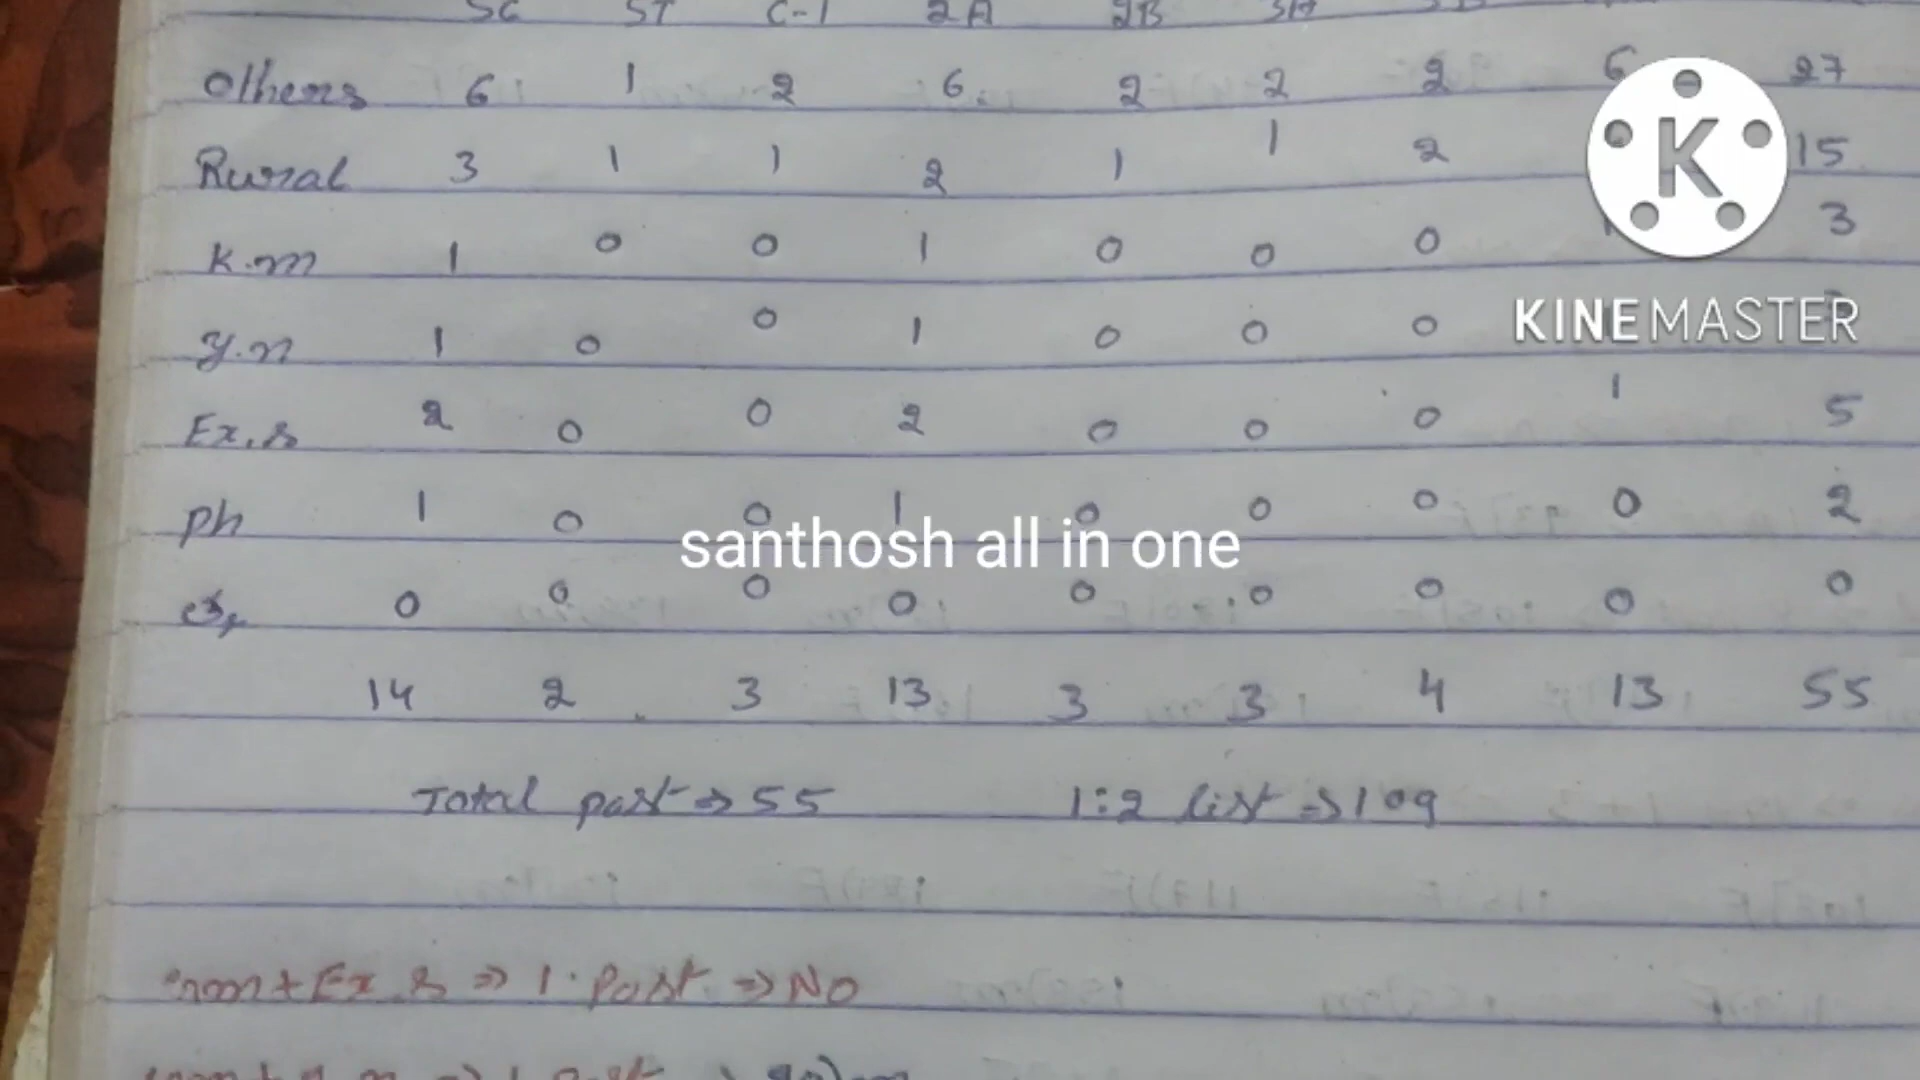 SC ST C-1 2A 2B 3A 3B
Others 6 1 2 6 2 2 2 6 27
Rural 3 1 1 2 1 1 2 15
K.m 1 0 0 1 0 0 0 3
y.n 1 0 0 1 0 0 0
Ex.s 2 0 0 2 0 0 0 1 5
ph 1 0 0 1 0 0 0 0 2
0 0 0 0 0 0 0 0 0
14 2 3 13 3 3 4 13 55
Total post ⇒ 55 1:2 list ⇒ 109
+ Ex.s ⇒ 1 Post ⇒ NO
K
KINEMASTER
santhosh all in one